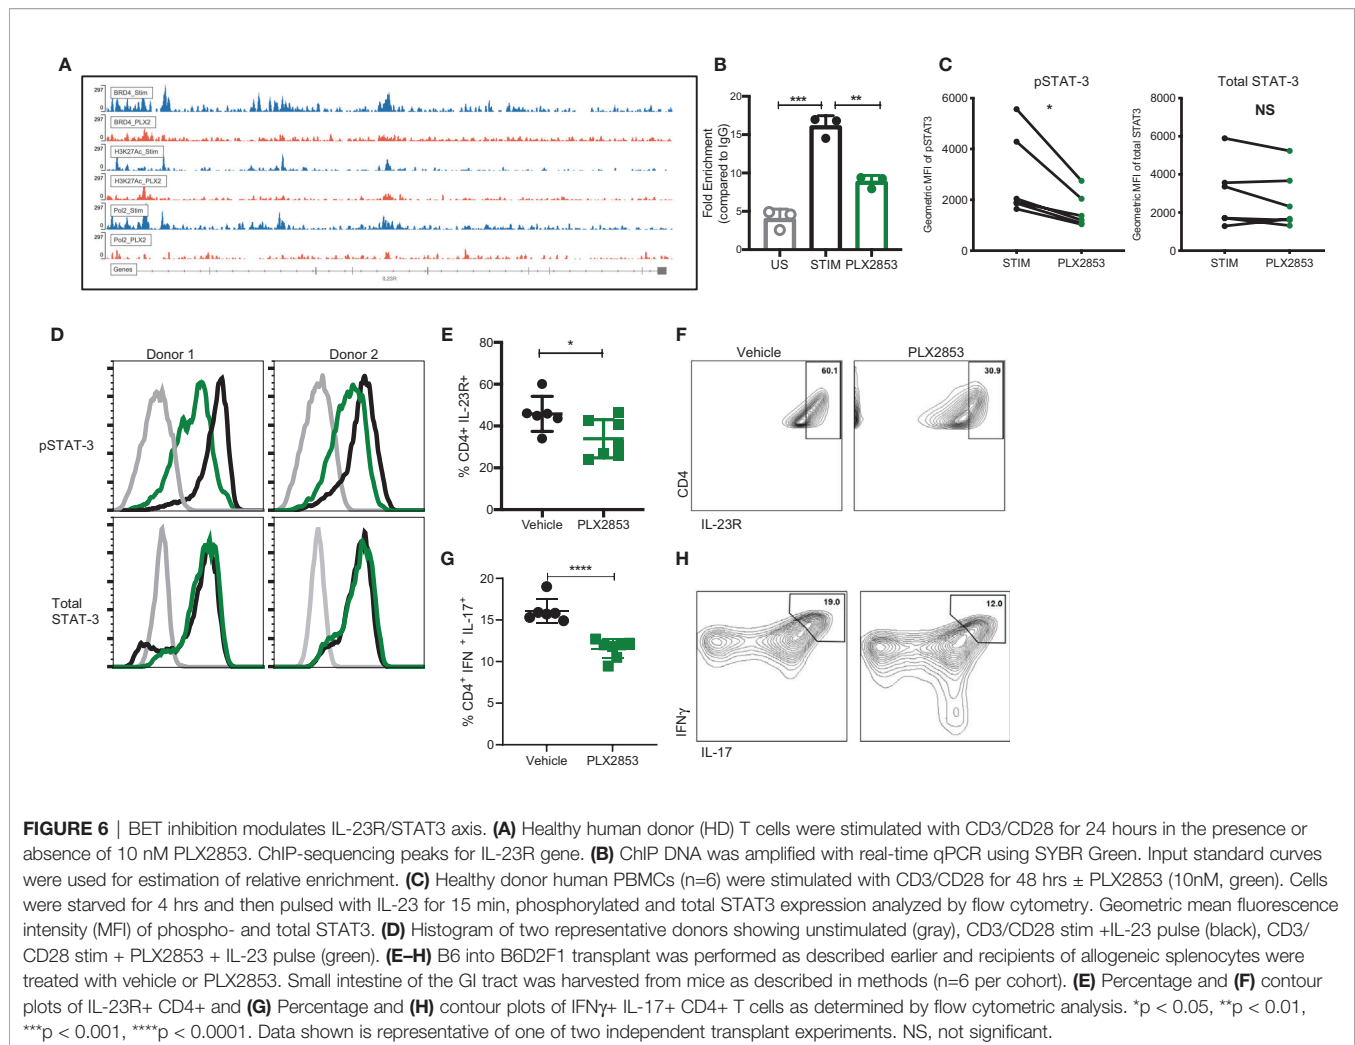 A
297
0
BRD4_Stim
297
0
BRD4_PLX2
297
0
H3K27Ac_Stim
297
0
H3K27Ac_PLX2
297
0
Pol2_Stim
297
0
Pol2_PLX2
Genes
IL23R
B
Fold Enrichment
(compared to IgG)
20
15
10
5
0
*** **
US STIM PLX2853
C
pSTAT-3
Geometric MFI of pSTAT3
6000
4000
2000
0
*
STIM PLX2853
Total STAT-3
Geometric MFI of total STAT3
8000
6000
4000
2000
0
NS
STIM PLX2853
D
Donor 1 Donor 2
pSTAT-3
Total
STAT-3
E
% CD4+ IL-23R+
80
60
40
20
0
*
Vehicle PLX2853
F
Vehicle PLX2853
60.1 30.9
CD4
IL-23R
G
% CD4+ IFN + IL-17+
20
15
10
5
0
****
Vehicle PLX2853
H
19.0 12.0
IFNγ
IL-17
FIGURE 6 | BET inhibition modulates IL-23R/STAT3 axis. (A) Healthy human donor (HD) T cells were stimulated with CD3/CD28 for 24 hours in the presence or
absence of 10 nM PLX2853. ChIP-sequencing peaks for IL-23R gene. (B) ChIP DNA was amplified with real-time qPCR using SYBR Green. Input standard curves
were used for estimation of relative enrichment. (C) Healthy donor human PBMCs (n=6) were stimulated with CD3/CD28 for 48 hrs ± PLX2853 (10nM, green). Cells
were starved for 4 hrs and then pulsed with IL-23 for 15 min, phosphorylated and total STAT3 expression analyzed by flow cytometry. Geometric mean fluorescence
intensity (MFI) of phospho- and total STAT3. (D) Histogram of two representative donors showing unstimulated (gray), CD3/CD28 stim +IL-23 pulse (black), CD3/
CD28 stim + PLX2853 + IL-23 pulse (green). (E–H) B6 into B6D2F1 transplant was performed as described earlier and recipients of allogeneic splenocytes were
treated with vehicle or PLX2853. Small intestine of the GI tract was harvested from mice as described in methods (n=6 per cohort). (E) Percentage and (F) contour
plots of IL-23R+ CD4+ and (G) Percentage and (H) contour plots of IFNγ+ IL-17+ CD4+ T cells as determined by flow cytometric analysis. *p < 0.05, **p < 0.01,
***p < 0.001, ****p < 0.0001. Data shown is representative of one of two independent transplant experiments. NS, not significant.